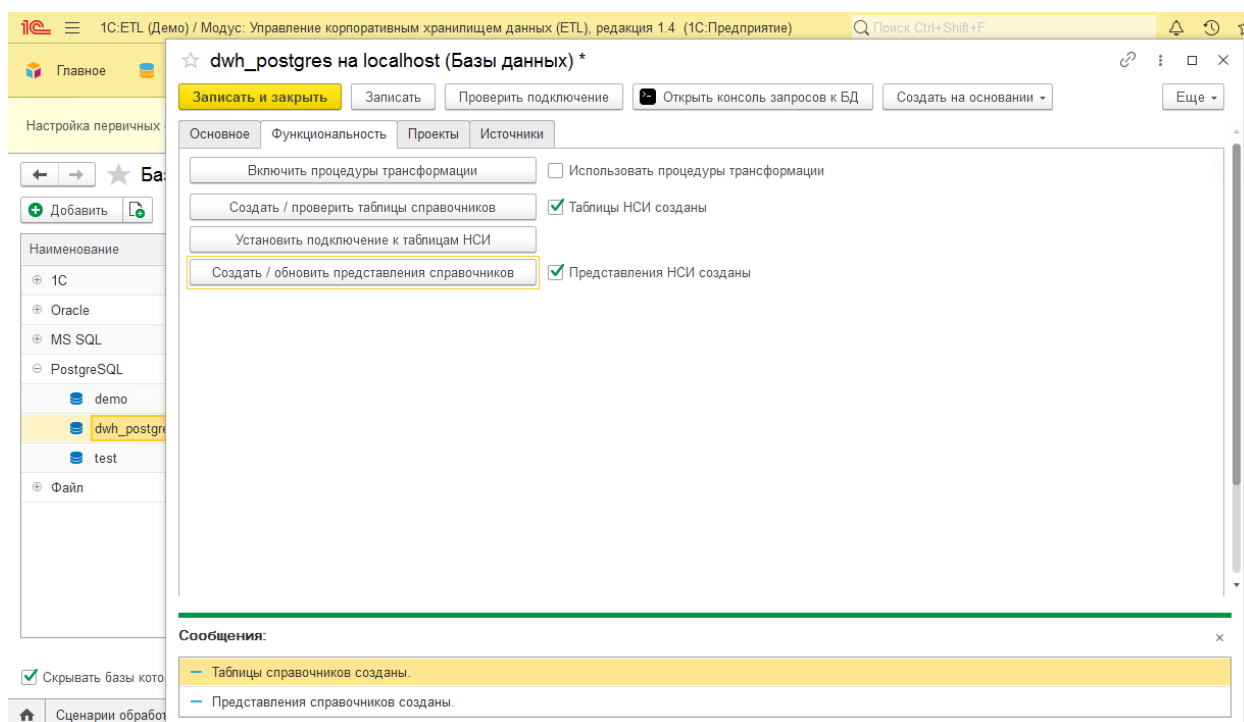 1С:ETL (Демо) / Модус: Управление корпоративным хранилищем данных (ETL), редакция 1.4 (1С:Предприятие)
Поиск Ctrl+Shift+F
Главное
dwh_postgres на localhost (Базы данных) *
Записать и закрыть
Записать
Проверить подключение
Открыть консоль запросов к БД
Создать на основании
Еще
Настройка первичных
Основное
Функциональность
Проекты
Источники
Включить процедуры трансформации
Использовать процедуры трансформации
Баз
Добавить
Создать / проверить таблицы справочников
Таблицы НСИ созданы
Установить подключение к таблицам НСИ
Наименование
Создать / обновить представления справочников
Представления НСИ созданы
1С
Oracle
MS SQL
PostgreSQL
demo
dwh_postgre
test
Файл
Сообщения:
Таблицы справочников созданы.
Представления справочников созданы.
Скрывать базы кото
Сценарии обработ